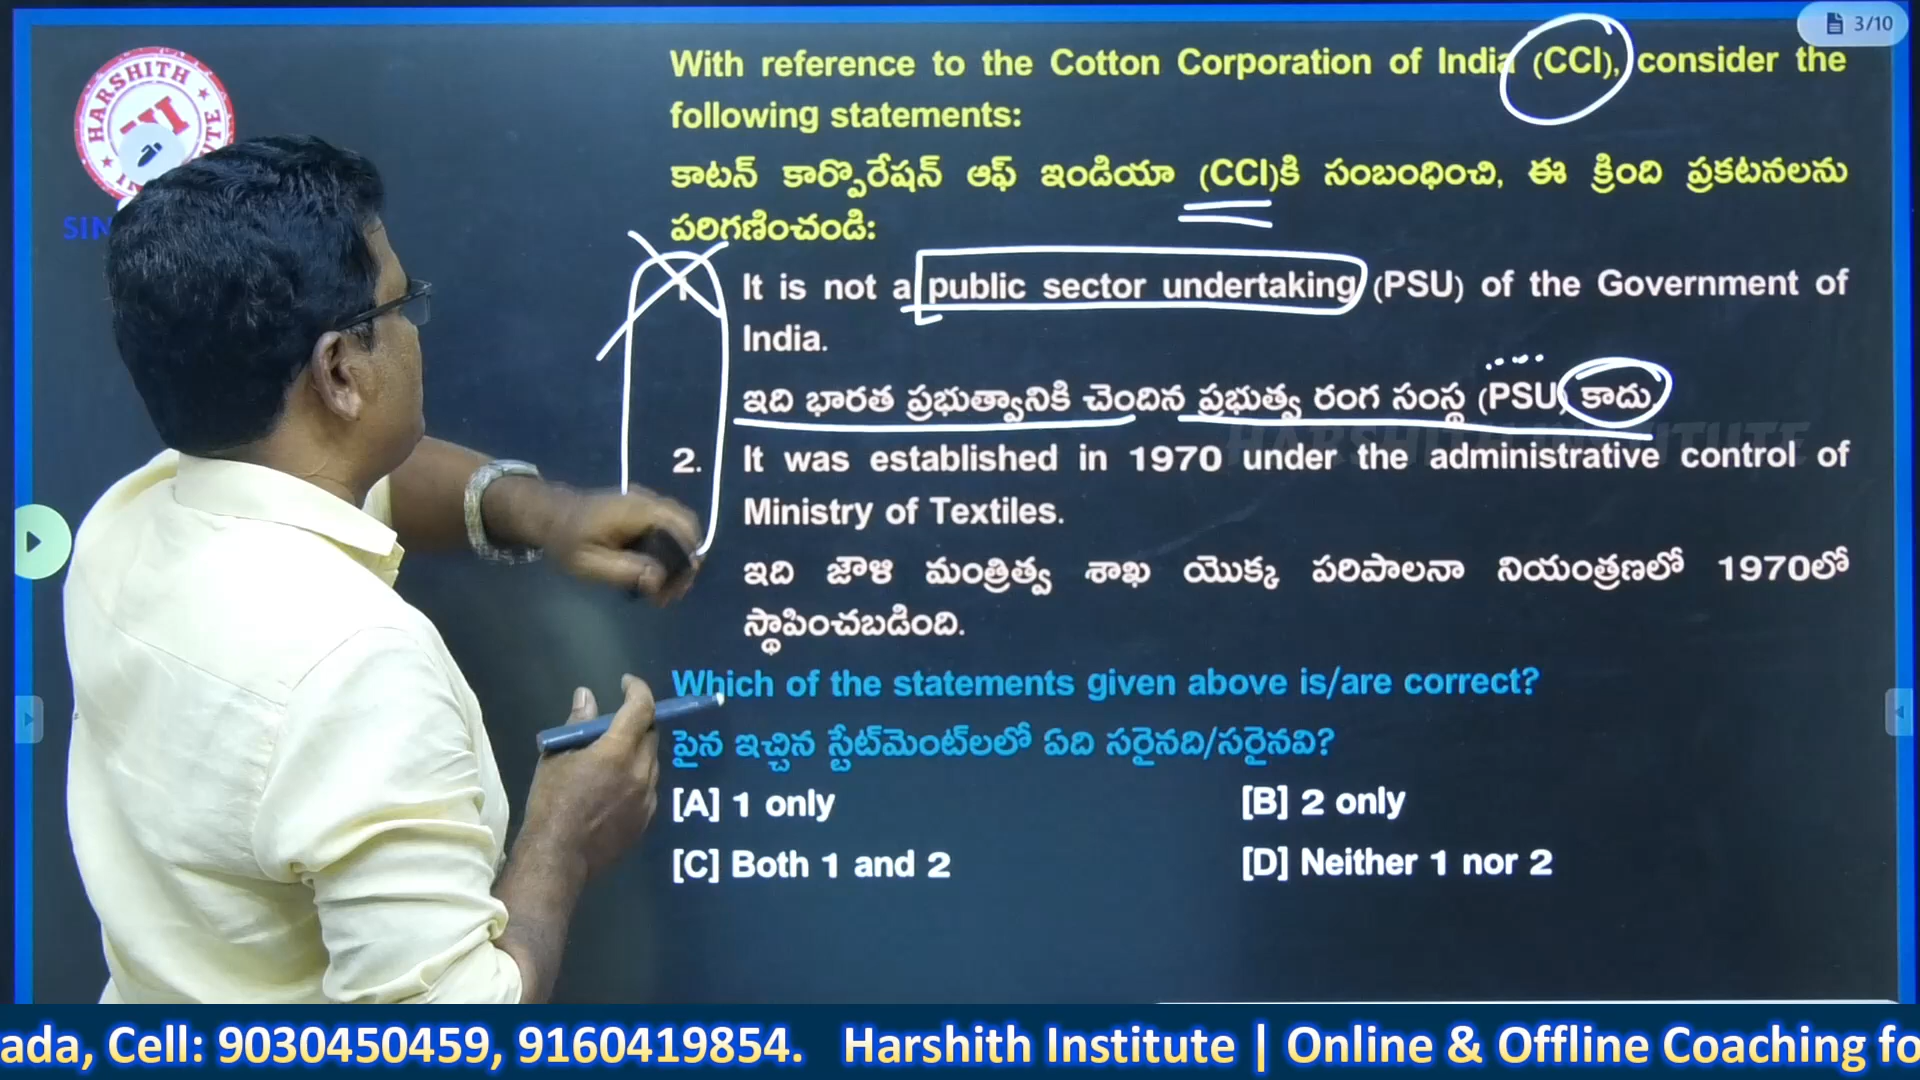 3/10
HARSHITH
SIN
With reference to the Cotton Corporation of India (CCI), consider the
following statements:
కాటన్ కార్పొరేషన్ ఆఫ్ ఇండియా (CCI)కి సంబంధించి, ఈ క్రింది ప్రకటనలను
పరిగణించండి:
It is not a public sector undertaking (PSU) of the Government of
India.
ఇది భారత ప్రభుత్వానికి చెందిన ప్రభుత్వ రంగ సంస్థ (PSU) కాదు.
HARSHITH INSTITUTE
2. It was established in 1970 under the administrative control of
Ministry of Textiles.
ఇది జౌళి మంత్రిత్వ శాఖ యొక్క పరిపాలనా నియంత్రణలో 1970లో
స్థాపించబడింది.
Which of the statements given above is/are correct?
పైన ఇచ్చిన స్టేట్‌మెంట్‌లలో ఏది సరైనది/సరైనవి?
[A] 1 only [B] 2 only
[C] Both 1 and 2 [D] Neither 1 nor 2
ada, Cell: 9030450459, 9160419854. Harshith Institute | Online & Offline Coaching fo